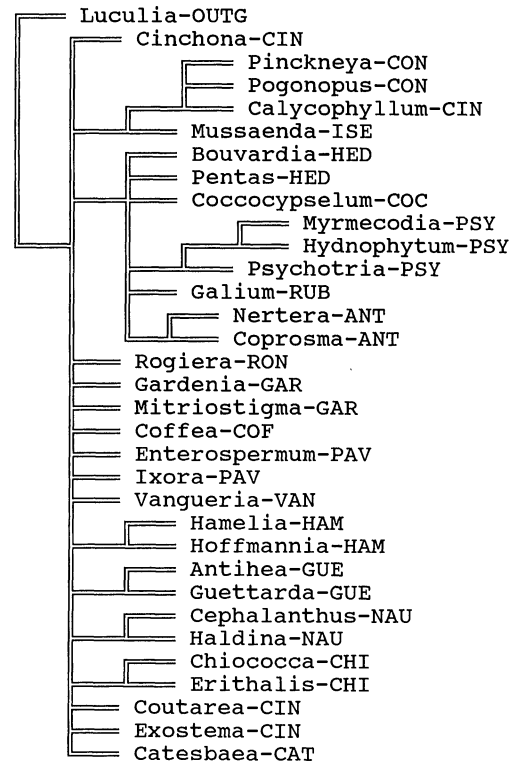 Luculia-OUTG
Cinchona-CIN
Pinckneya-CON
Pogonopus-CON
Calycophyllum-CIN
Mussaenda-ISE
Bouvardia-HED
Pentas-HED
Coccocypselum-COC
Myrmecodia-PSY
Hydnophytum-PSY
Psychotria-PSY
Galium-RUB
Nertera-ANT
Coprosma-ANT
Rogiera-RON
Gardenia-GAR
Mitriostigma-GAR
Coffea-COF
Enterospermum-PAV
Ixora-PAV
Vangueria-VAN
Hamelia-HAM
Hoffmannia-HAM
Antihea-GUE
Guettarda-GUE
Cephalanthus-NAU
Haldina-NAU
Chiococca-CHI
Erithalis-CHI
Coutarea-CIN
Exostema-CIN
Catesbaea-CAT